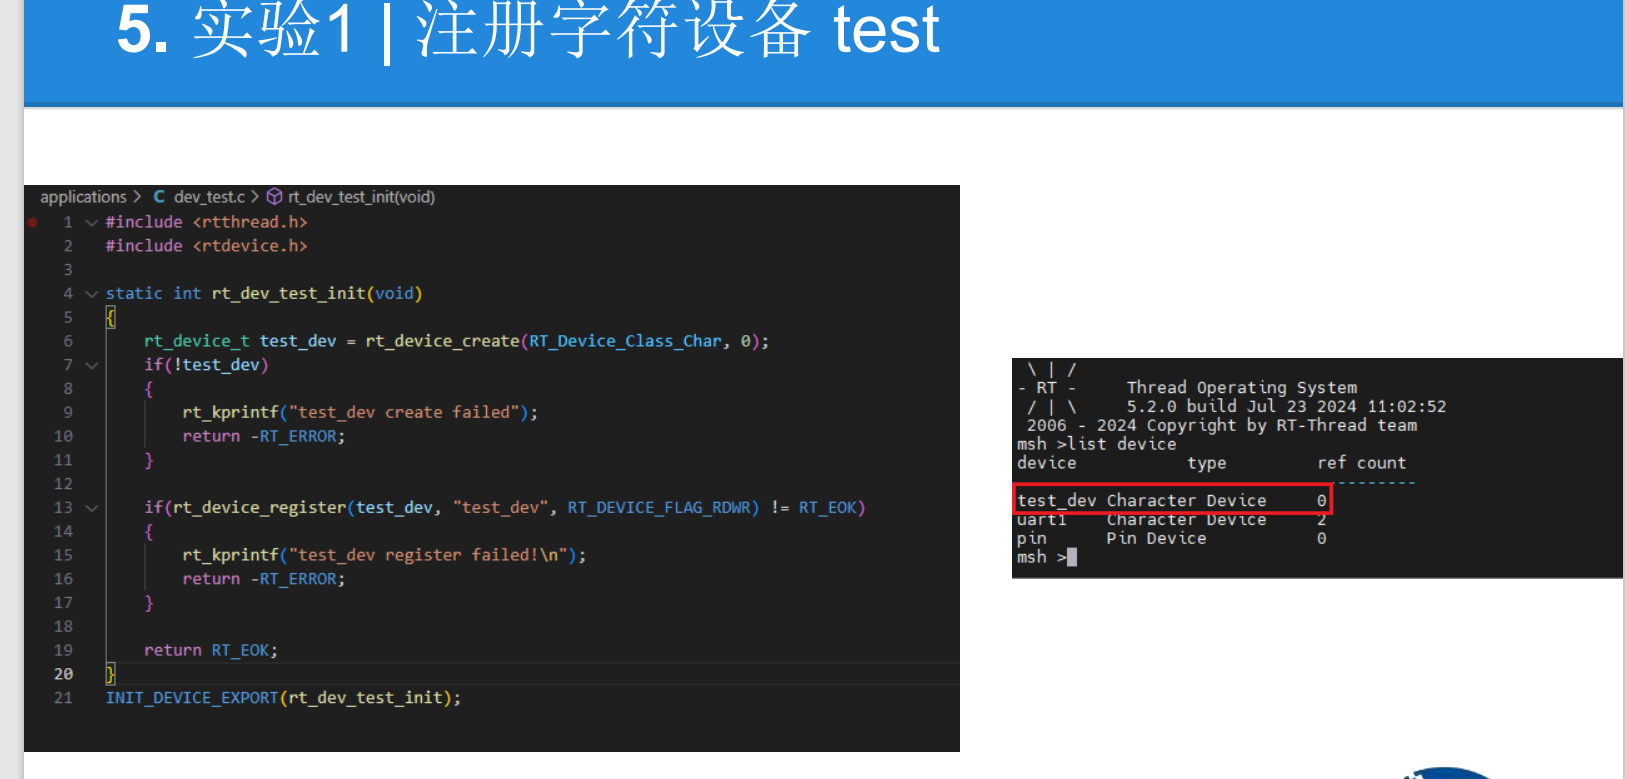 5. 实验1 | 注册字符设备 test
applications > C dev_test.c > rt_dev_test_init(void)
1 #include <rtthread.h>
2 #include <rtdevice.h>
3
4 static int rt_dev_test_init(void)
5 {
6 rt_device_t test_dev = rt_device_create(RT_Device_Class_Char, 0);
7 if(!test_dev)
8 {
9 rt_kprintf("test_dev create failed");
10 return -RT_ERROR;
11 }
12
13 if(rt_device_register(test_dev, "test_dev", RT_DEVICE_FLAG_RDWR) != RT_EOK)
14 {
15 rt_kprintf("test_dev register failed!\n");
16 return -RT_ERROR;
17 }
18
19 return RT_EOK;
20 }
21 INIT_DEVICE_EXPORT(rt_dev_test_init);
\ | /
- RT - Thread Operating System
/ | \ 5.2.0 build Jul 23 2024 11:02:52
2006 - 2024 Copyright by RT-Thread team
msh >list device
device type ref count
---------
test_dev Character Device 0
uart1 Character Device 2
pin Pin Device 0
msh >